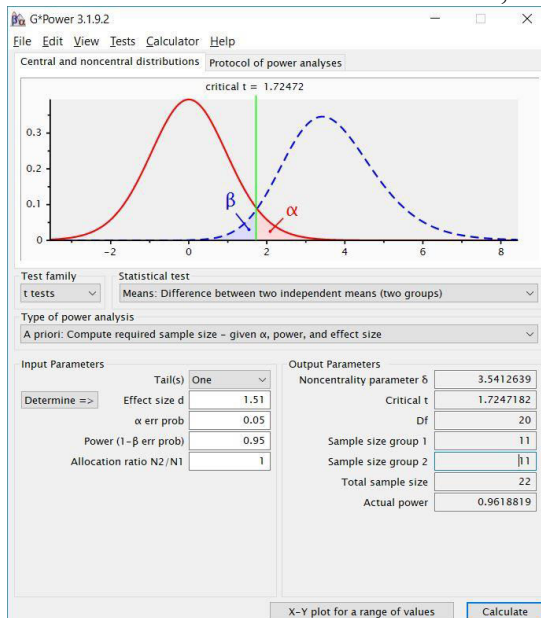 G*Power 3.1.9.2
File Edit View Tests Calculator Help
Central and noncentral distributions Protocol of power analyses
critical t = 1.72472
0.3
0.2
0.1
0
β
α
-2 0 2 4 6 8
Test family Statistical test
t tests Means: Difference between two independent means (two groups)
Type of power analysis
A priori: Compute required sample size – given α, power, and effect size
Input Parameters Output Parameters
Tail(s) One Noncentrality parameter δ 3.5412639
Determine => Effect size d 1.51 Critical t 1.7247182
α err prob 0.05 Df 20
Power (1-β err prob) 0.95 Sample size group 1 11
Allocation ratio N2/N1 1 Sample size group 2 11
Total sample size 22
Actual power 0.9618819
X-Y plot for a range of values Calculate